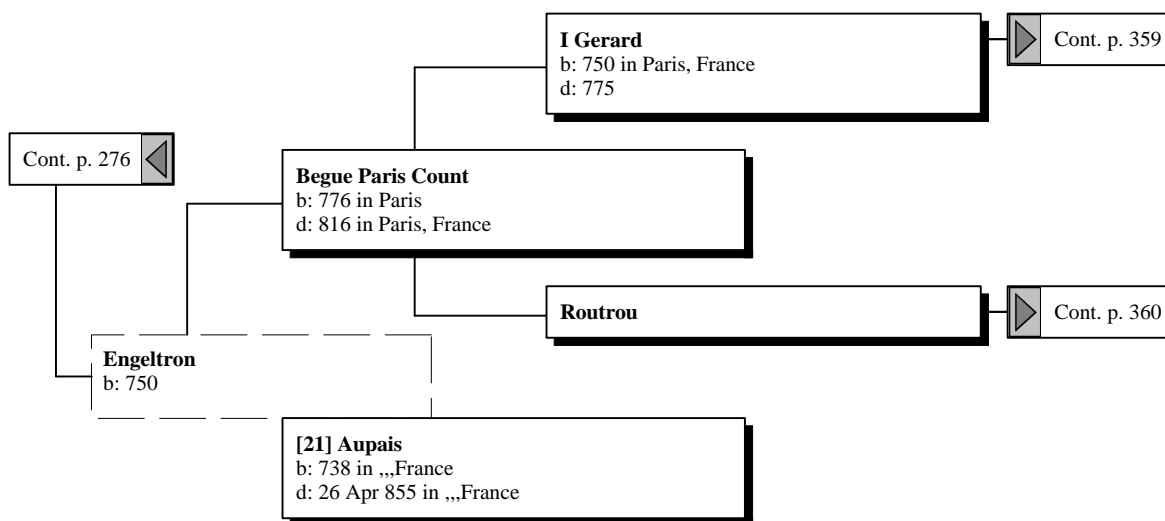 I Gerard
b: 750 in Paris, France
d: 775
Cont. p. 359
Cont. p. 276
Begue Paris Count
b: 776 in Paris
d: 816 in Paris, France
Routrou
Cont. p. 360
Engeltron
b: 750
[21] Aupais
b: 738 in ,,,France
d: 26 Apr 855 in ,,,France